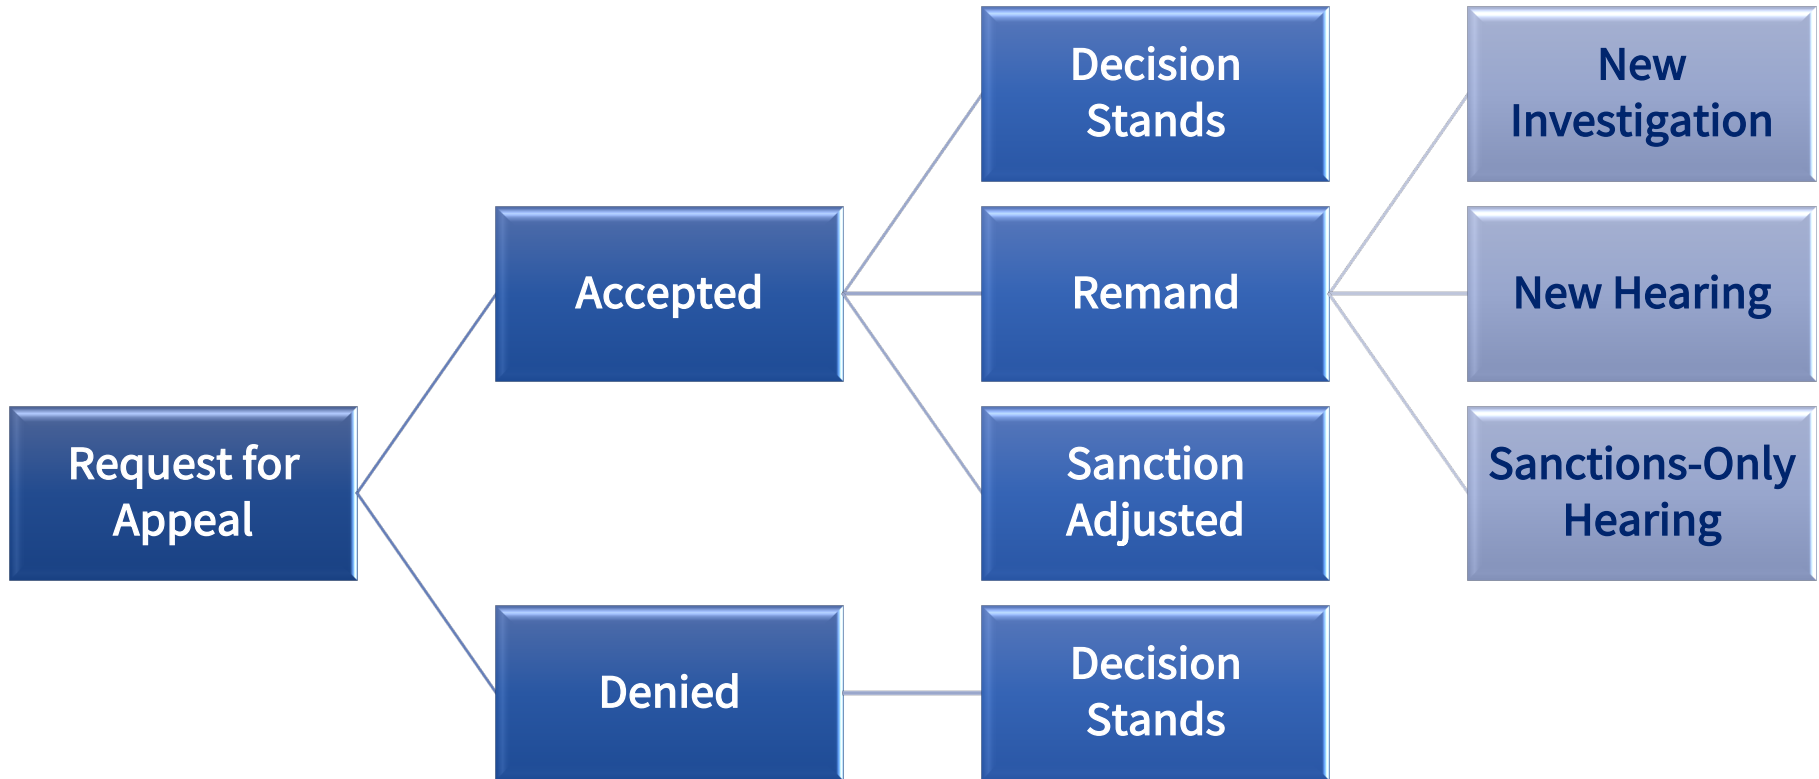 Request for
Appeal
Accepted
Denied
Decision
Stands
Remand
Sanction
Adjusted
Decision
Stands
New
Investigation
New Hearing
Sanctions-Only
Hearing